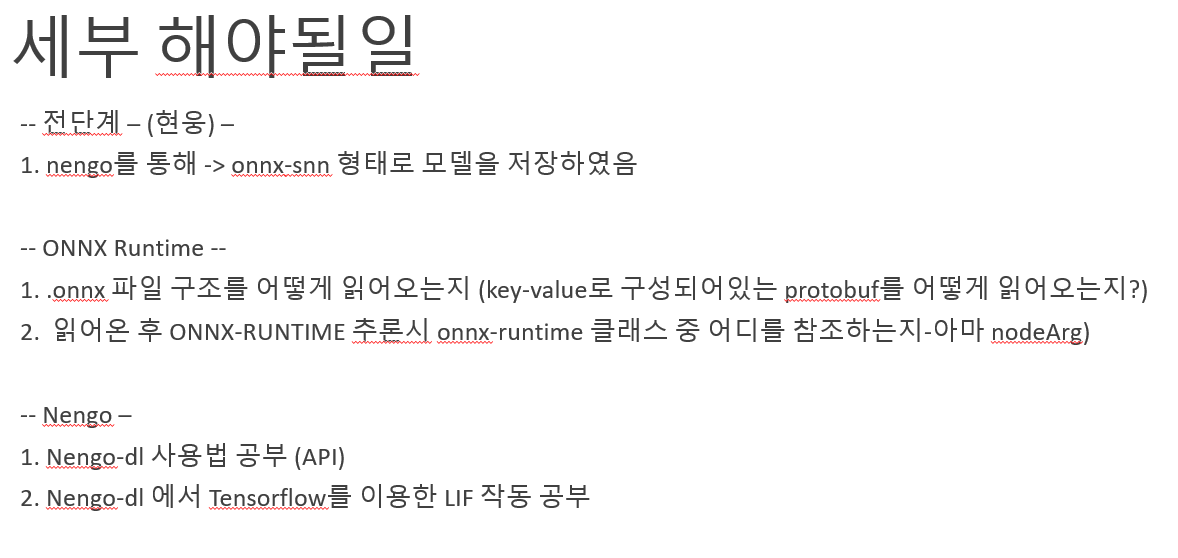 세부 해야될일
-- 전단계 – (현웅) –
1. nengo를 통해 -> onnx-snn 형태로 모델을 저장하였음
-- ONNX Runtime --
1. .onnx 파일 구조를 어떻게 읽어오는지 (key-value로 구성되어있는 protobuf를 어떻게 읽어오는지?)
2. 읽어온 후 ONNX-RUNTIME 추론시 onnx-runtime 클래스 중 어디를 참조하는지-아마 nodeArg)
-- Nengo –
1. Nengo-dl 사용법 공부 (API)
2. Nengo-dl 에서 Tensorflow를 이용한 LIF 작동 공부